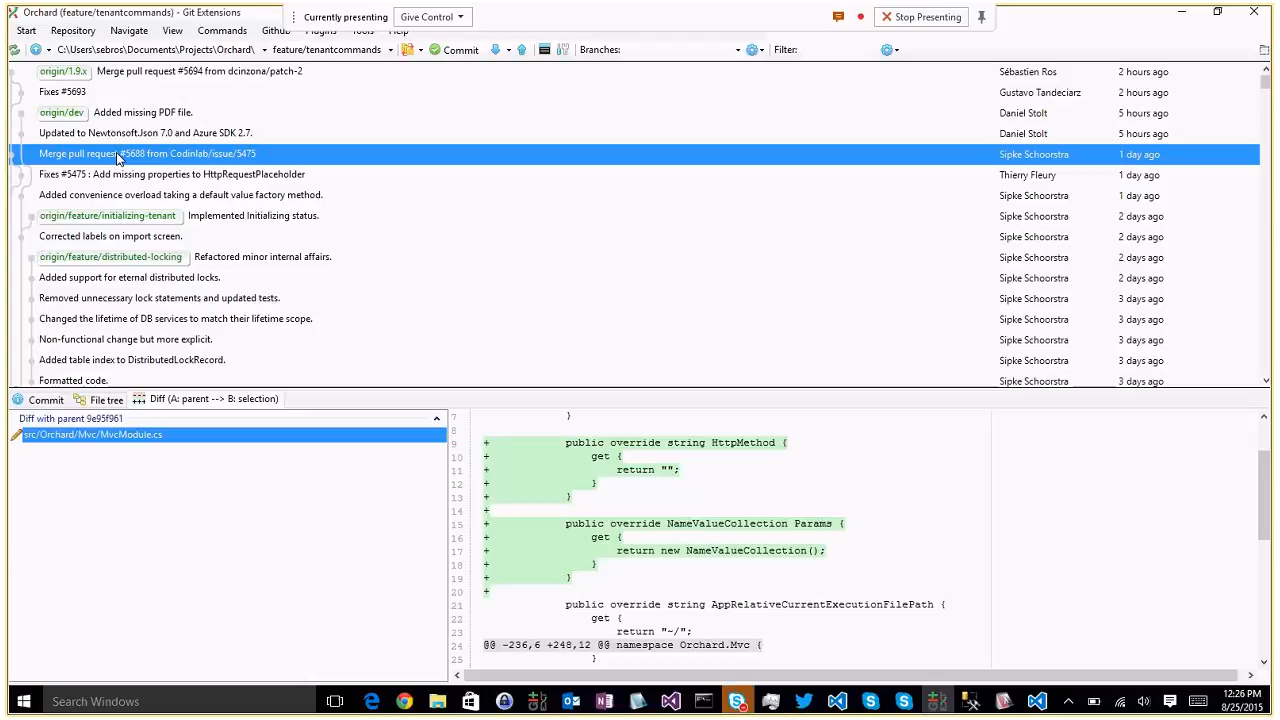 Orchard (feature/tenantcommands) - Git Extensions
Currently presenting Give Control Stop Presenting
Start Repository Navigate View Commands Github Plugins Tools Help
C:\Users\sebros\Documents\Projects\Orchard\ feature/tenantcommands Commit Branches: Filter:
origin/1.9.x Merge pull request #5694 from dcinzona/patch-2 Sébastien Ros 2 hours ago
Fixes #5693 Gustavo Tandeciarz 2 hours ago
origin/dev Added missing PDF file. Daniel Stolt 5 hours ago
Updated to Newtonsoft.Json 7.0 and Azure SDK 2.7. Daniel Stolt 5 hours ago
Merge pull request #5688 from Codinlab/issue/5475 Sipke Schoorstra 1 day ago
Fixes #5475 : Add missing properties to HttpRequestPlaceholder Thierry Fleury 1 day ago
Added convenience overload taking a default value factory method. Sipke Schoorstra 1 day ago
origin/feature/initializing-tenant Implemented Initializing status. Sipke Schoorstra 2 days ago
Corrected labels on import screen. Sipke Schoorstra 2 days ago
origin/feature/distributed-locking Refactored minor internal affairs. Sipke Schoorstra 2 days ago
Added support for eternal distributed locks. Sipke Schoorstra 2 days ago
Removed unnecessary lock statements and updated tests. Sipke Schoorstra 3 days ago
Changed the lifetime of DB services to match their lifetime scope. Sipke Schoorstra 3 days ago
Non-functional change but more explicit. Sipke Schoorstra 3 days ago
Added table index to DistributedLockRecord. Sipke Schoorstra 3 days ago
Formatted code. Sipke Schoorstra 3 days ago
Commit File tree Diff (A: parent --> B: selection)
Diff with parent 9e95f961
src/Orchard/Mvc/MvcModule.cs
7 }
8
9 + public override string HttpMethod {
10 + get {
11 + return "";
12 + }
13 + }
14 +
15 + public override NameValueCollection Params {
16 + get {
17 + return new NameValueCollection();
18 + }
19 + }
20 +
21 public override string AppRelativeCurrentExecutionFilePath {
22 get {
23 return "~/";
24 @@ -236,6 +248,12 @@ namespace Orchard.Mvc {
25 }
Search Windows
12:26 PM
8/25/2015